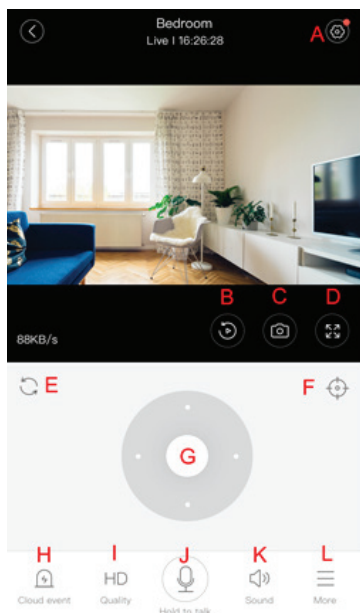 Bedroom
Live I 16:26:28
A
B
C
D
88KB/s
E
F
G
H
I
J
K
L
HD
Cloud event
Quality
Hold to talk
Sound
More